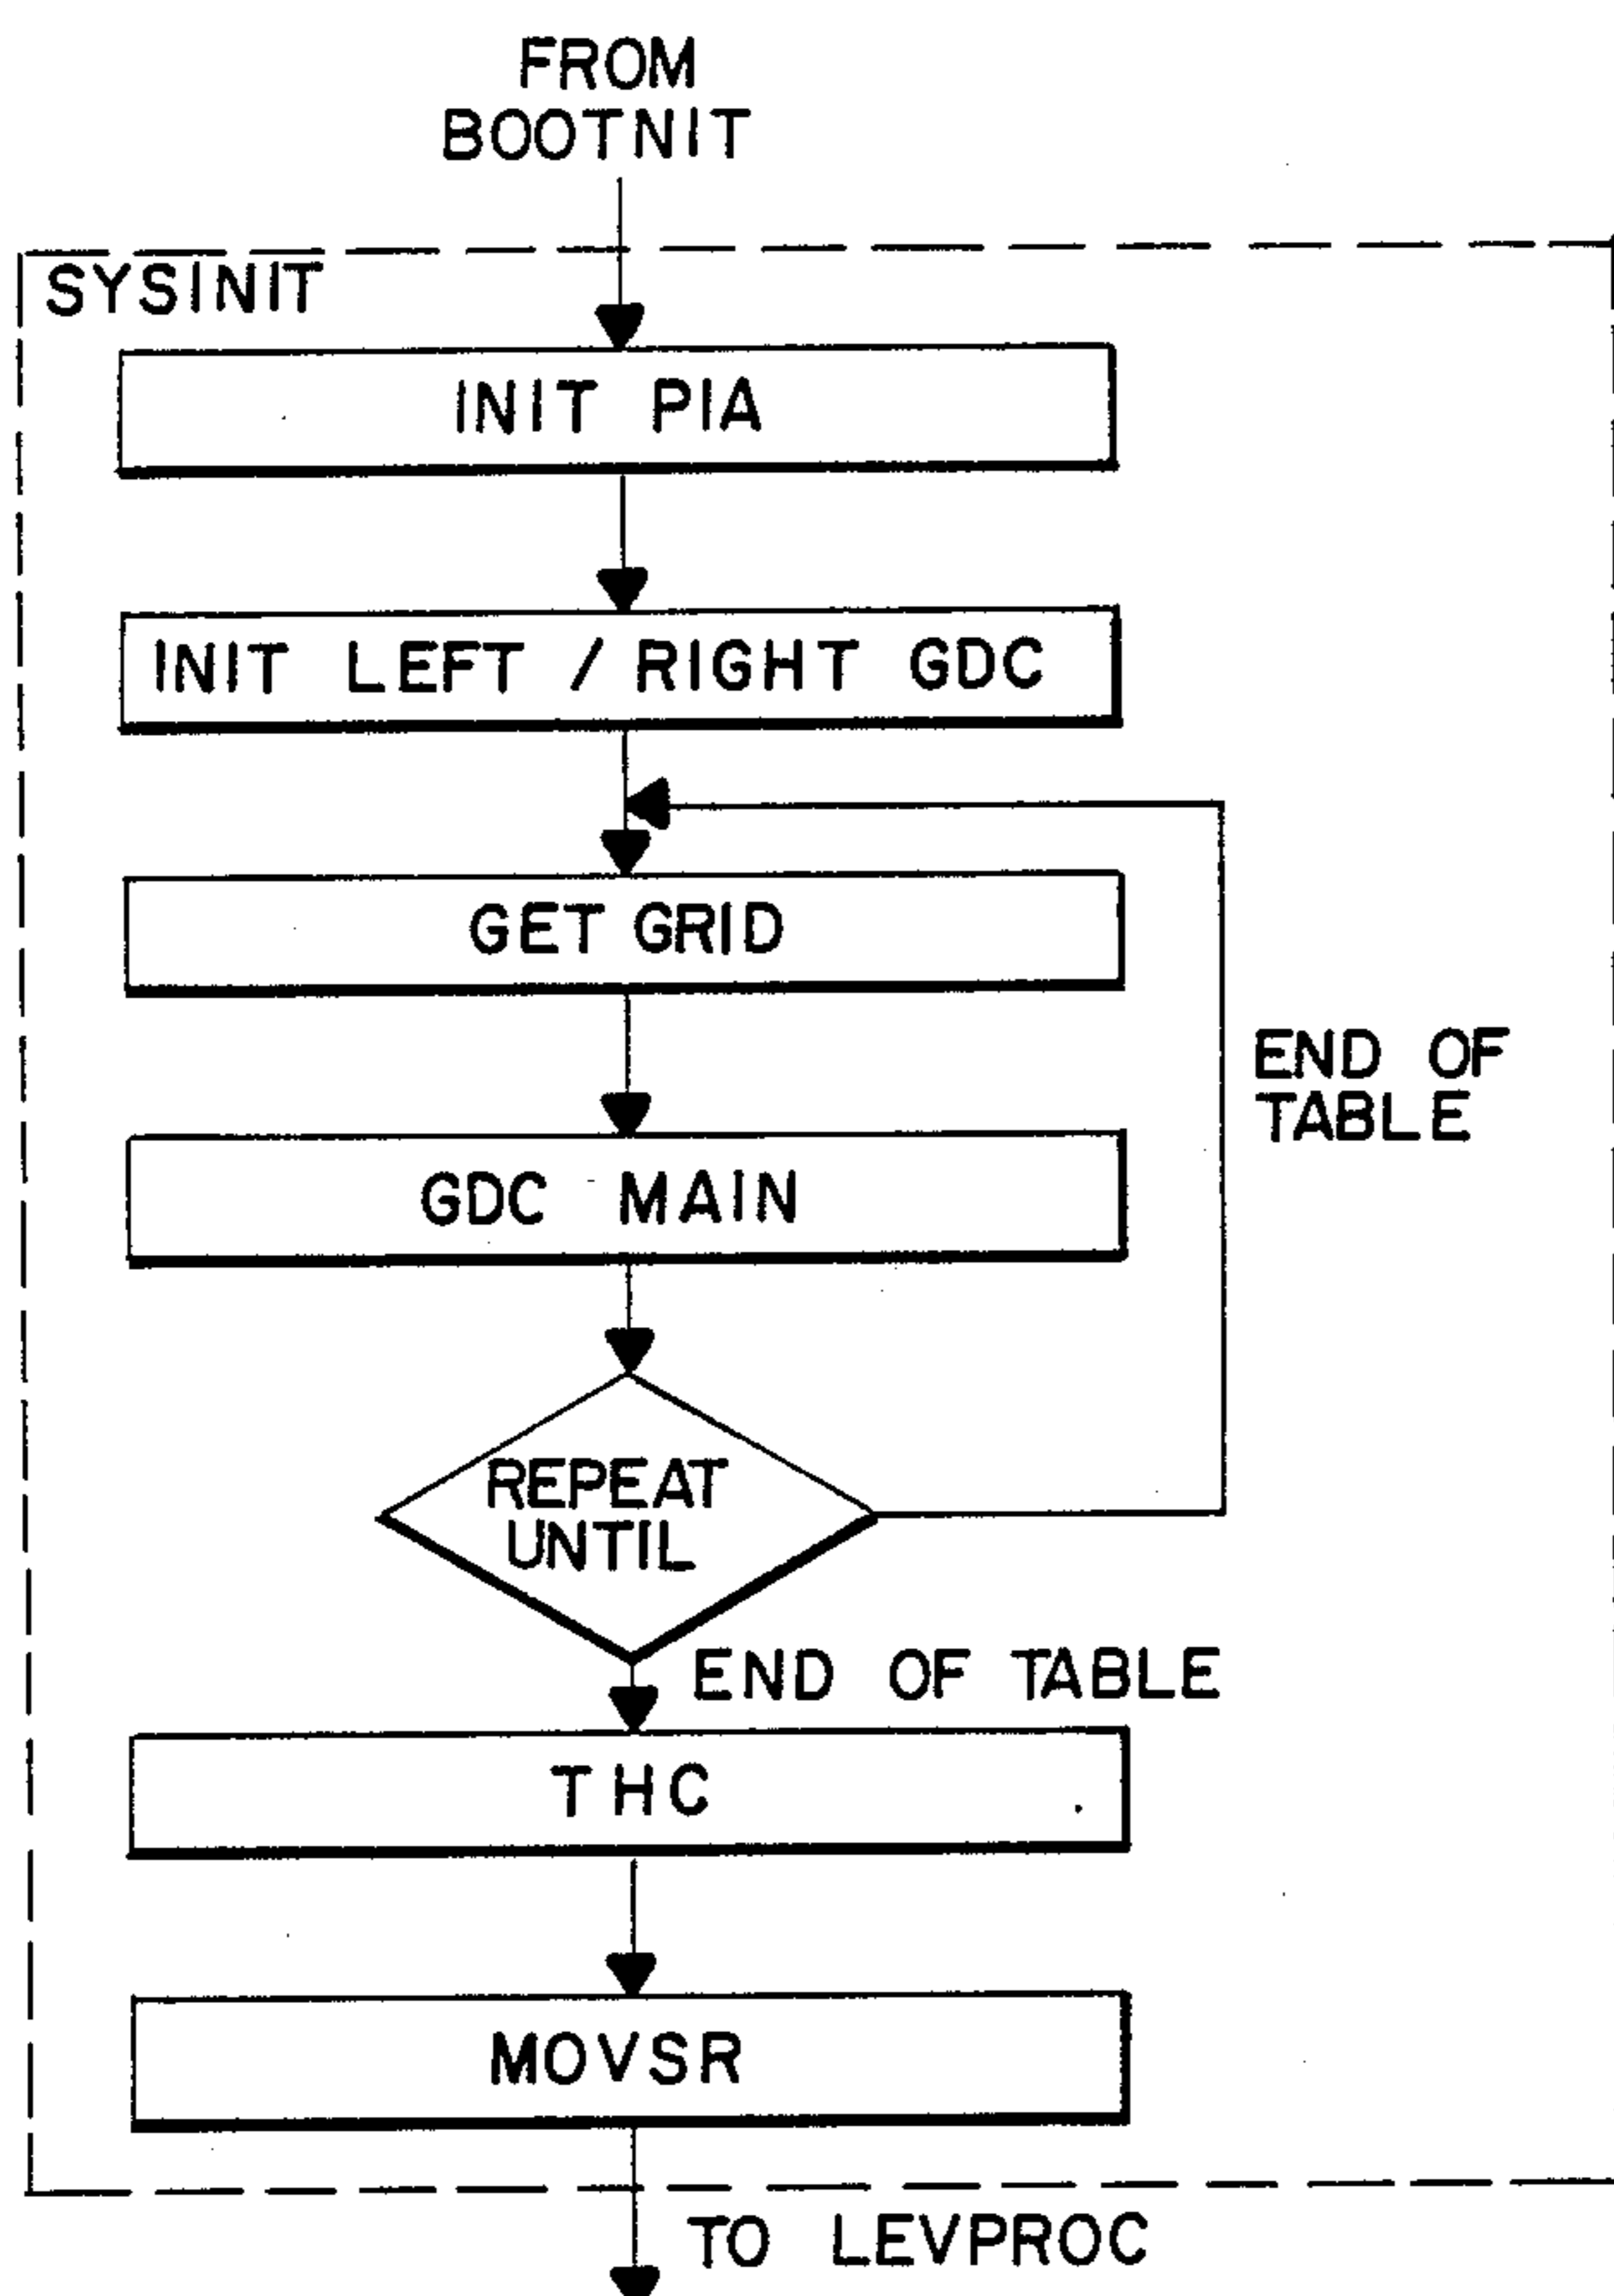 FROM
BOOTNIT
SYSINIT
INIT PIA
INIT LEFT / RIGHT GDC
GET GRID
END OF
TABLE
GDC MAIN
REPEAT
UNTIL
END OF TABLE
THC
MOVSR
TO LEVPROC